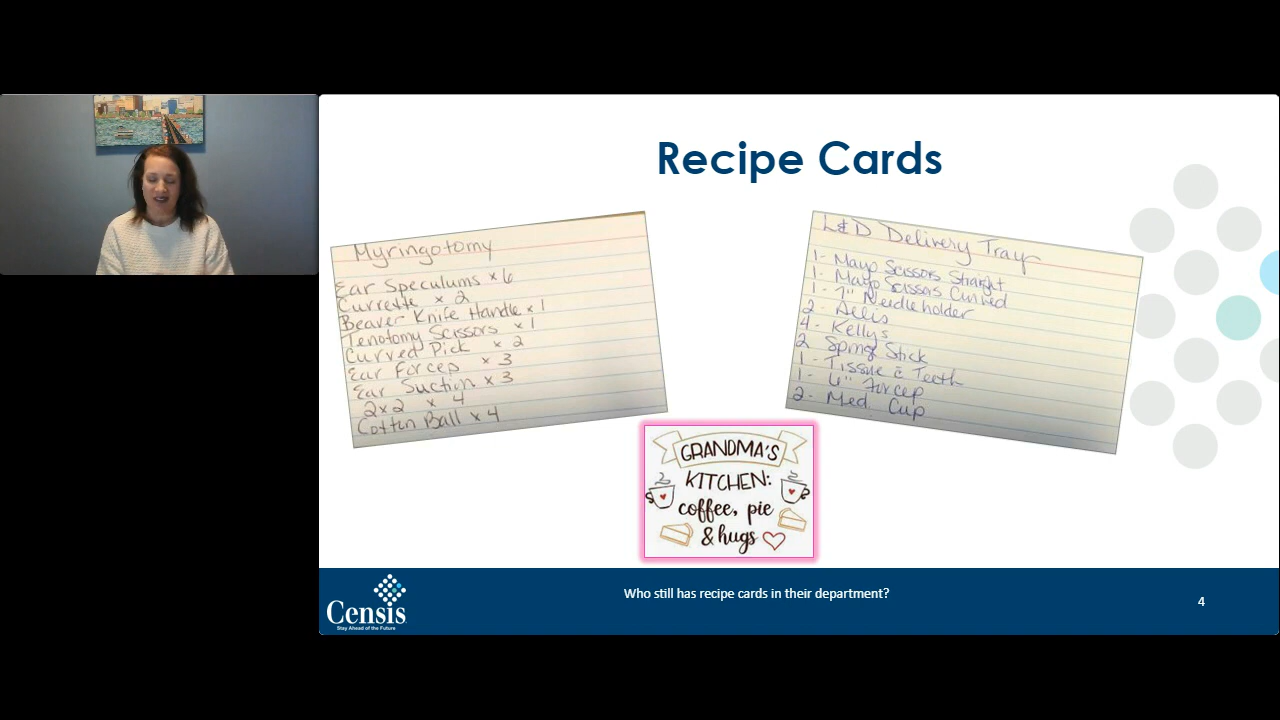 Recipe Cards
Myringotomy
Ear Speculums x 6
Currette x 2
Beaver Knife Handle x 1
Tenotomy Scissors x 1
Curved Pick x 2
Ear Forcep x 3
Ear Suction x 3
2x2 x 4
Cotton Ball x 4
L&D Delivery Tray
1- Mayo Scissors Straight
1- Mayo Scissors Curved
1- 7" Needleholder
2- Allis
4- Kellys
2 Spong Stick
1- Tissue c̄ Teeth
1- 6" Forcep
2- Med. Cup
GRANDMA'S
KITCHEN:
coffee, pie
& hugs
Censis
Stay Ahead of the Future
Who still has recipe cards in their department?
4